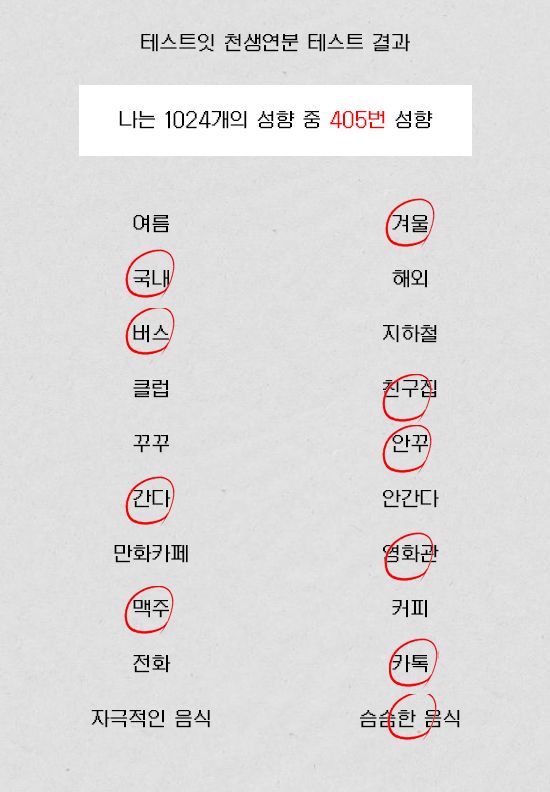 테스트잇 천생연분 테스트 결과
나는 1024개의 성향 중 405번 성향
여름 겨울
국내 해외
버스 지하철
클럽 친구집
꾸꾸 안꾸
간다 안간다
만화카페 영화관
맥주 커피
전화 카톡
자극적인 음식 슴슴한 음식